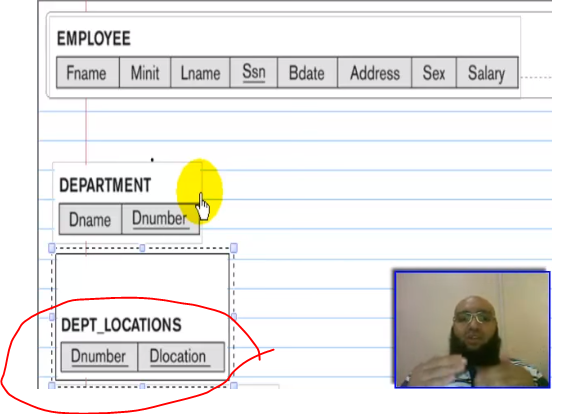 EMPLOYEE
Fname Minit Lname Ssn Bdate Address Sex Salary
DEPARTMENT
Dname Dnumber
DEPT_LOCATIONS
Dnumber Dlocation